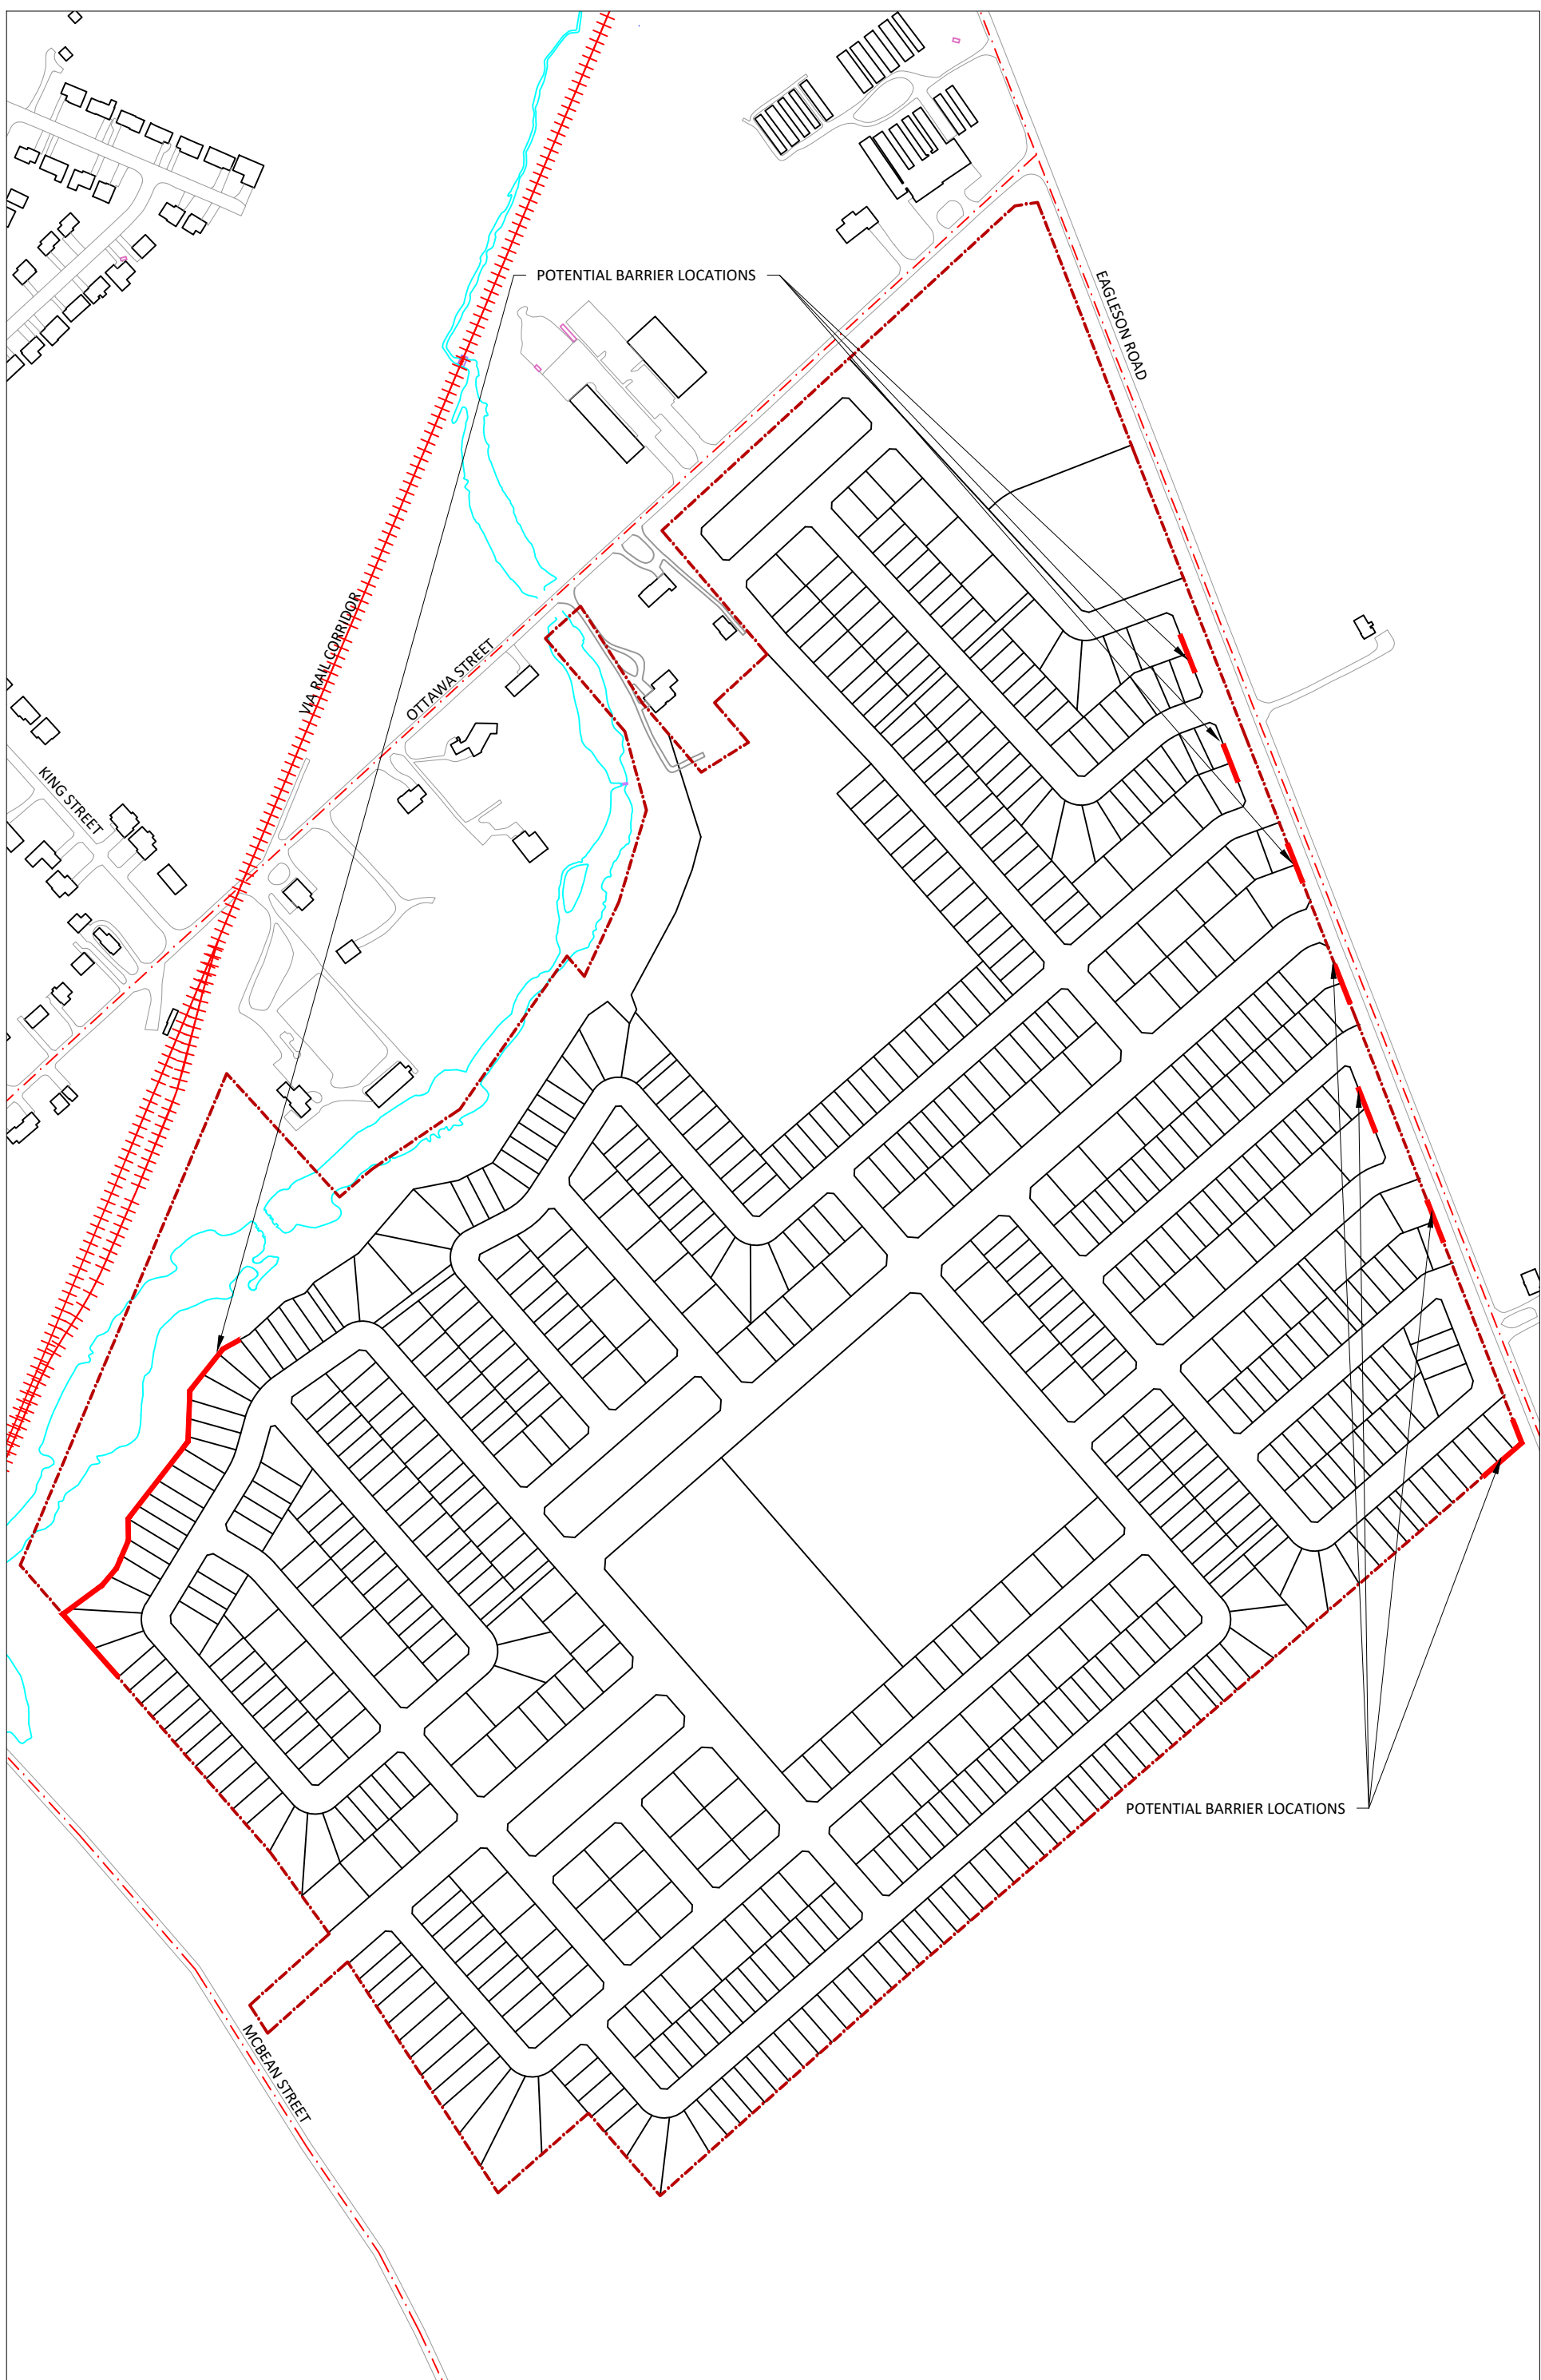 POTENTIAL BARRIER LOCATIONS
EAGLESON ROAD
VIA RAIL CORRIDOR
OTTAWA STREET
KING STREET
POTENTIAL BARRIER LOCATIONS
MCBEAN STREET